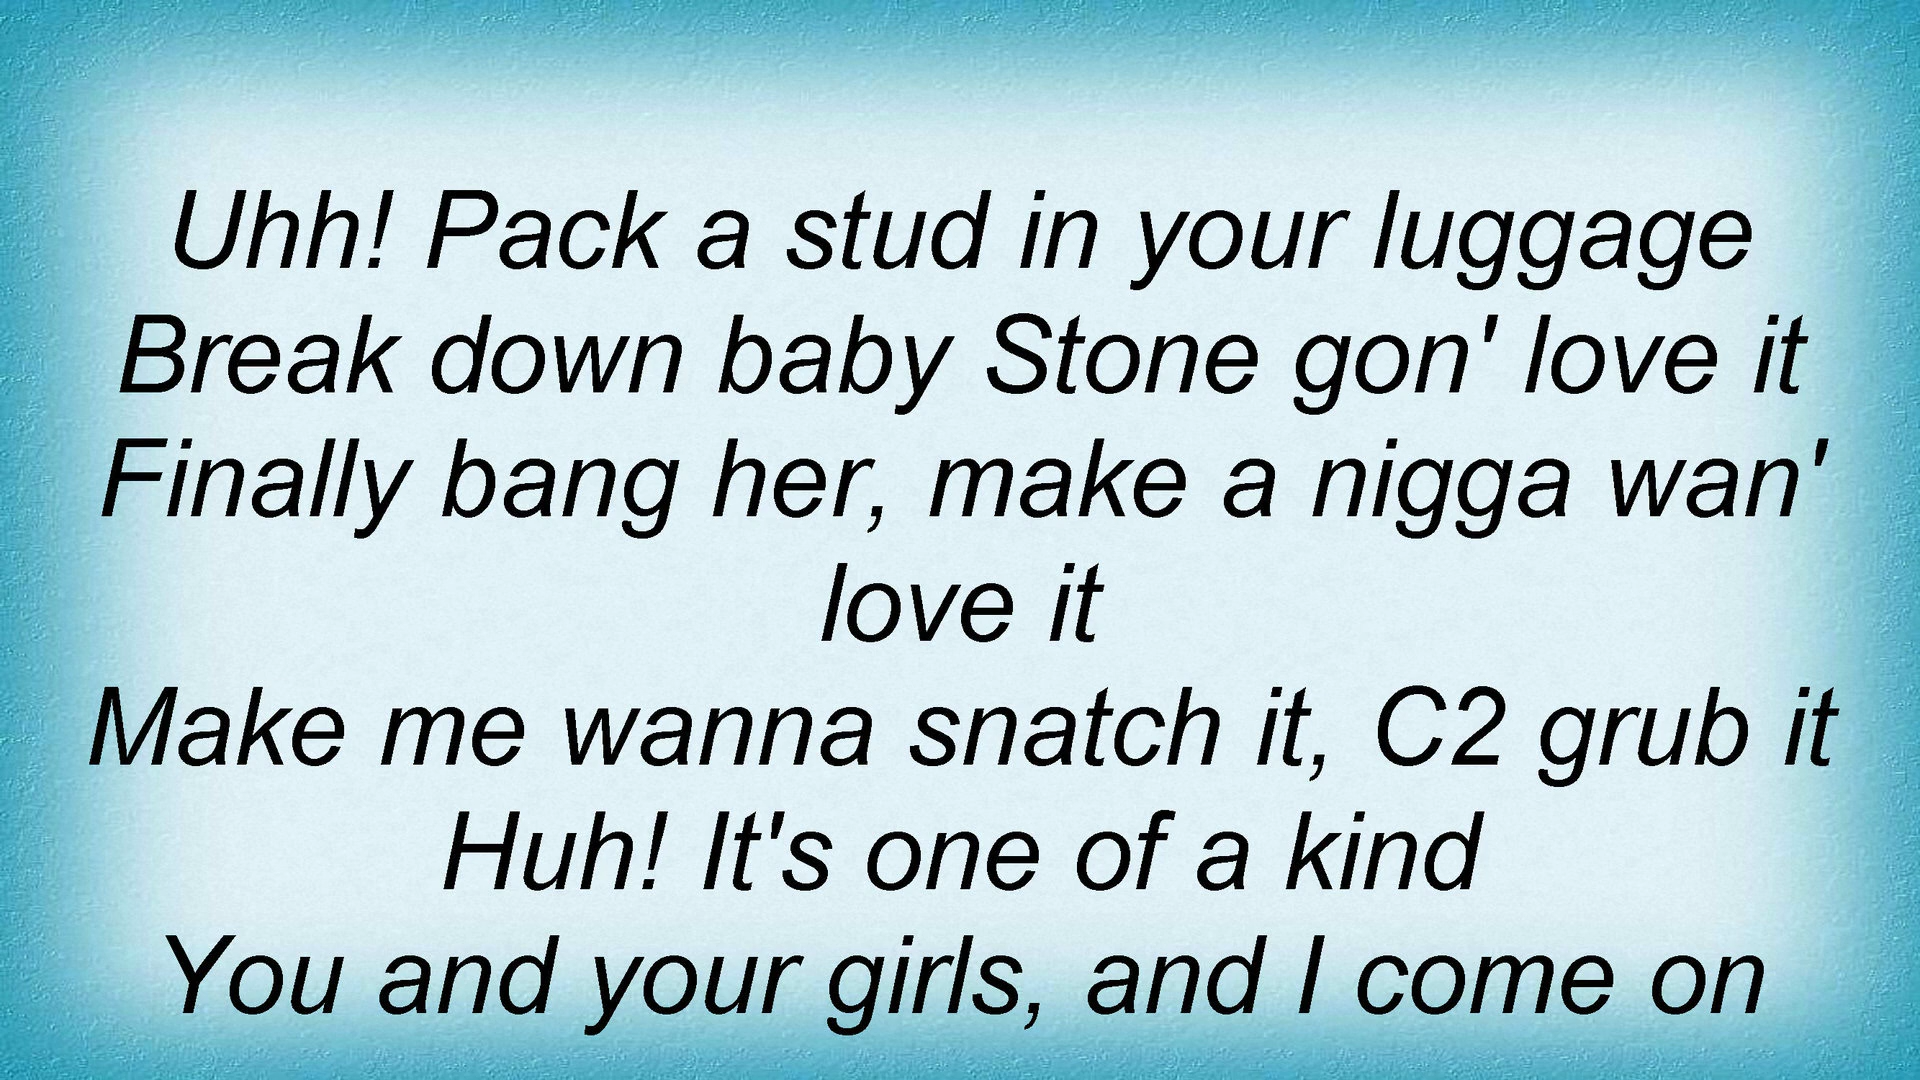 Uhh! Pack a stud in your luggage
Break down baby Stone gon' love it
Finally bang her, make a nigga wan'
love it
Make me wanna snatch it, C2 grub it
Huh! It's one of a kind
You and your girls, and I come on